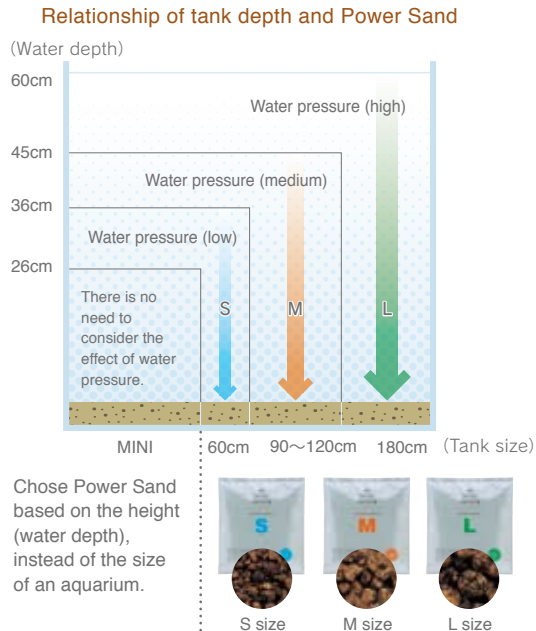 Relationship of tank depth and Power Sand
(Water depth)
60cm
Water pressure (high)
45cm
Water pressure (medium)
36cm
Water pressure (low)
26cm
There is no
need to
consider the
effect of water
pressure.
S
M
L
MINI
60cm
90～120cm
180cm
(Tank size)
Chose Power Sand
based on the height
(water depth),
instead of the size
of an aquarium.
S
M
L
S size
M size
L size